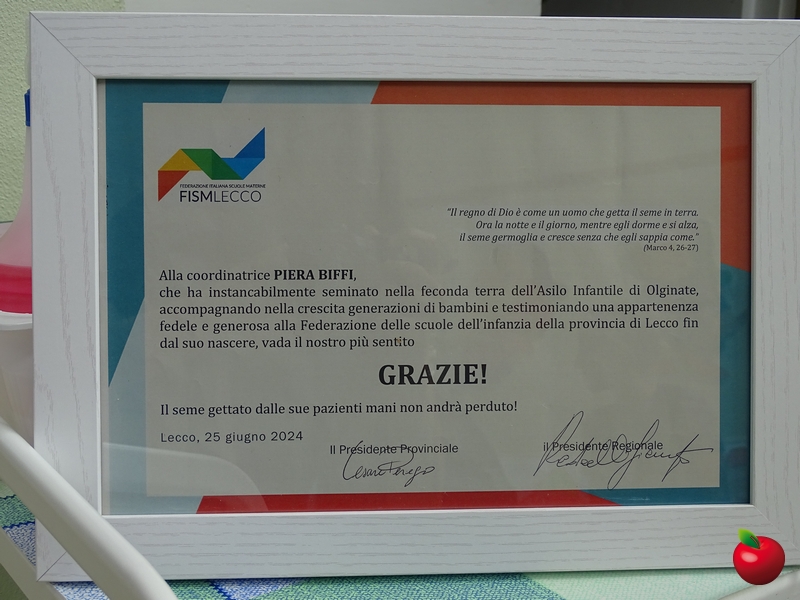 FEDERAZIONE ITALIANA SCUOLE MATERNE
FISMLECCO
"Il regno di Dio è come un uomo che getta il seme in terra.
Ora la notte e il giorno, mentre egli dorme e si alza,
il seme germoglia e cresce senza che egli sappia come."
(Marco 4, 26-27)
Alla coordinatrice PIERA BIFFI,
che ha instancabilmente seminato nella feconda terra dell'Asilo Infantile di Olginate,
accompagnando nella crescita generazioni di bambini e testimoniando una appartenenza
fedele e generosa alla Federazione delle scuole dell'infanzia della provincia di Lecco fin
dal suo nascere, vada il nostro più sentito
GRAZIE!
Il seme gettato dalle sue pazienti mani non andrà perduto!
Lecco, 25 giugno 2024
Il Presidente Provinciale
il Presidente Regionale